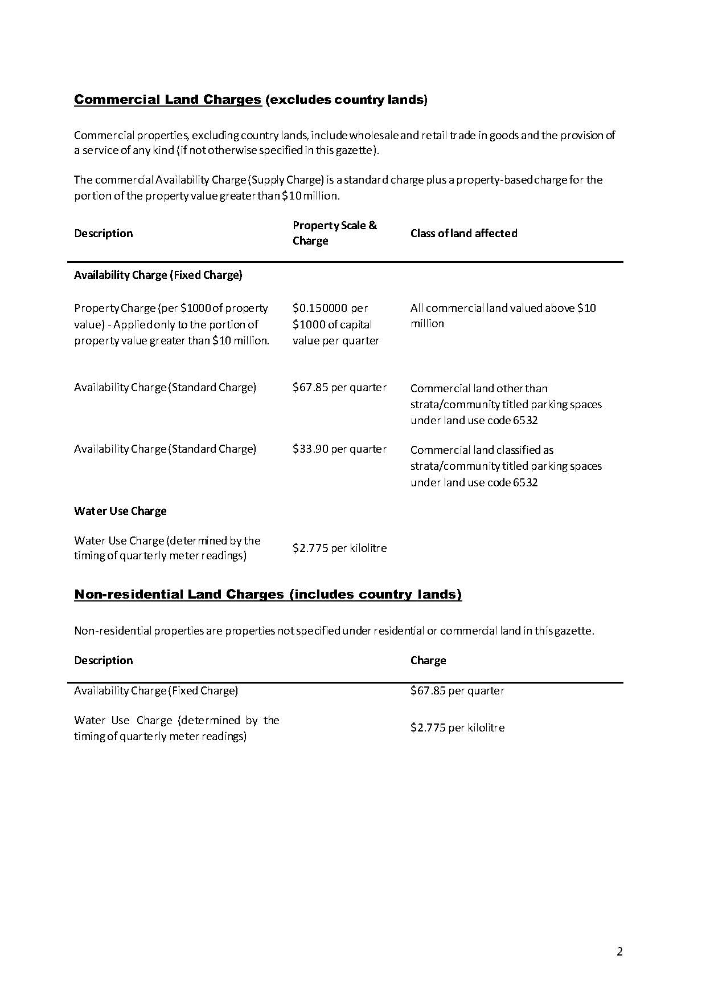 Commercial Land Charges (excludes country lands)
Commercial properties, excluding country lands, include wholesale and retail trade in goods and the provision of
a service of any kind (if not otherwise specified in this gazette).
The commercial Availability Charge (Supply Charge) is a standard charge plus a property-based charge for the
portion of the property value greater than $10 million.
Description
Property Scale &
Charge
Class of land affected
Availability Charge (Fixed Charge)
Property Charge (per $1000 of property
value) - Applied only to the portion of
property value greater than $10 million.
$0.150000 per
$1000 of capital
value per quarter
All commercial land valued above $10
million
Availability Charge (Standard Charge)
$67.85 per quarter
Commercial land other than
strata/community titled parking spaces
under land use code 6532
Availability Charge (Standard Charge)
$33.90 per quarter
Commercial land classified as
strata/community titled parking spaces
under land use code 6532
Water Use Charge
Water Use Charge (determined by the
timing of quarterly meter readings)
$2.775 per kilolitre
Non-residential Land Charges (includes country lands)
Non-residential properties are properties not specified under residential or commercial land in this gazette.
Description
Charge
Availability Charge (Fixed Charge)
$67.85 per quarter
Water Use Charge (determined by the
timing of quarterly meter readings)
$2.775 per kilolitre
2